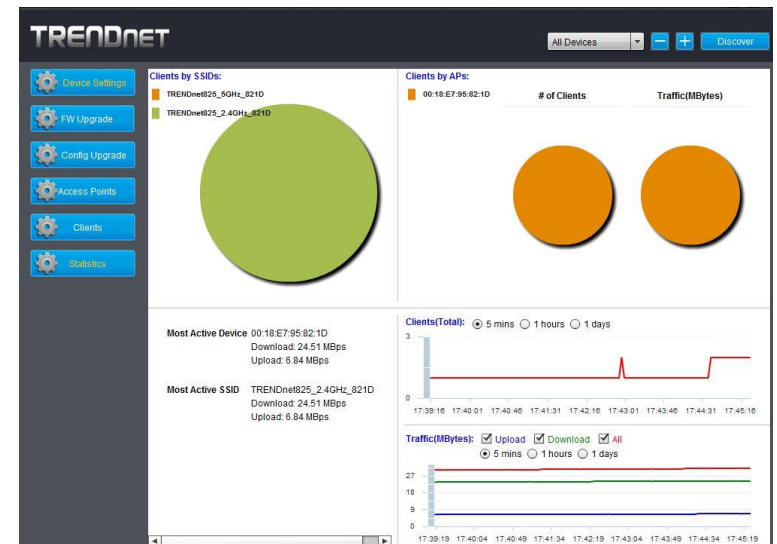 TRENDnet
All Devices
Discover
Device Settings
FW Upgrade
Config Upgrade
Access Points
Clients
Statistics
Clients by SSIDs:
TRENDnet825_5GHz_821D
TRENDnet825_2.4GHz_821D
Clients by APs:
00:18:E7:95:82:1D
# of Clients
Traffic(MBytes)
Most Active Device 00:18:E7:95:82:1D
Download: 24.51 MBps
Upload: 6.84 MBps
Most Active SSID TRENDnet825_2.4GHz_821D
Download: 24.51 MBps
Upload: 6.84 MBps
Clients(Total): 5 mins 1 hours 1 days
3
0
17:39:16 17:40:01 17:40:46 17:41:31 17:42:16 17:43:01 17:43:46 17:44:31 17:45:16
Traffic(MBytes): Upload Download All
5 mins 1 hours 1 days
27
18
9
0
17:39:19 17:40:04 17:40:49 17:41:34 17:42:19 17:43:04 17:43:49 17:44:34 17:45:19